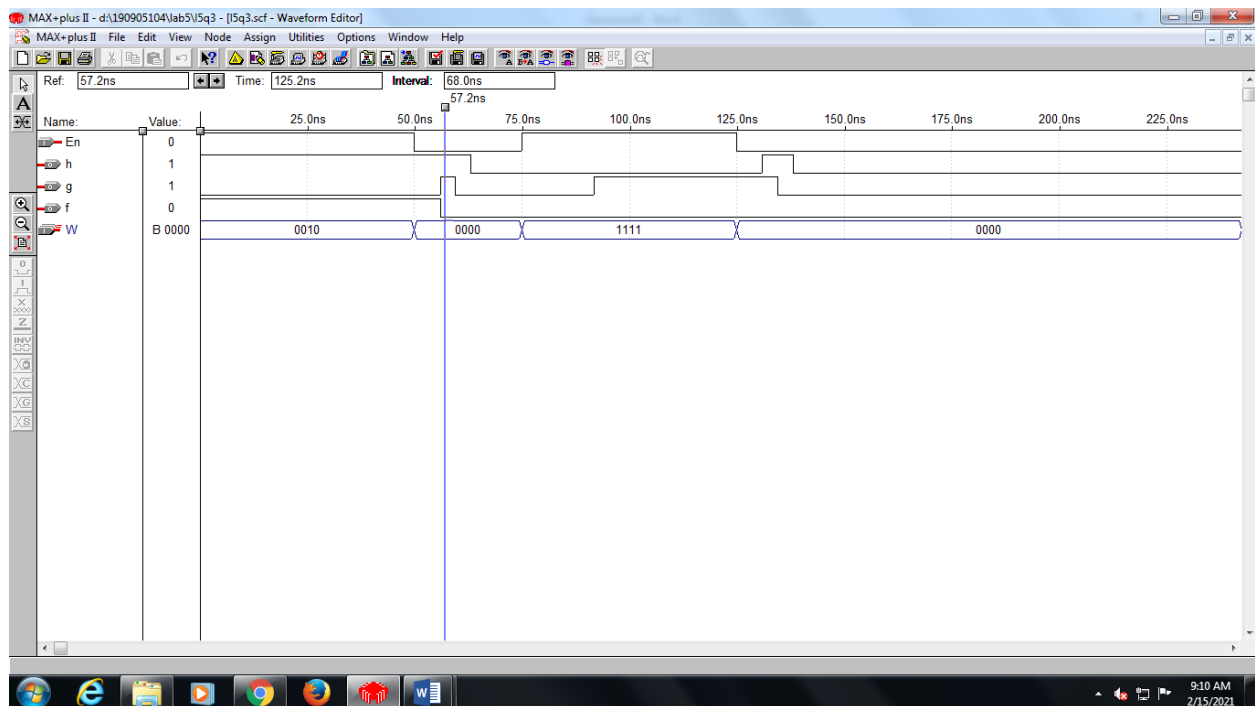 MAX+plus II - d:\190905104\lab5\l5q3 - [l5q3.scf - Waveform Editor]
MAX+plus II File Edit View Node Assign Utilities Options Window Help
Ref: 57.2ns Time: 125.2ns Interval: 68.0ns
57.2ns
Name: Value: 25.0ns 50.0ns 75.0ns 100.0ns 125.0ns 150.0ns 175.0ns 200.0ns 225.0ns
En 0
h 1
g 1
f 0
W B 0000 0010 0000 1111 0000
9:10 AM
2/15/2021